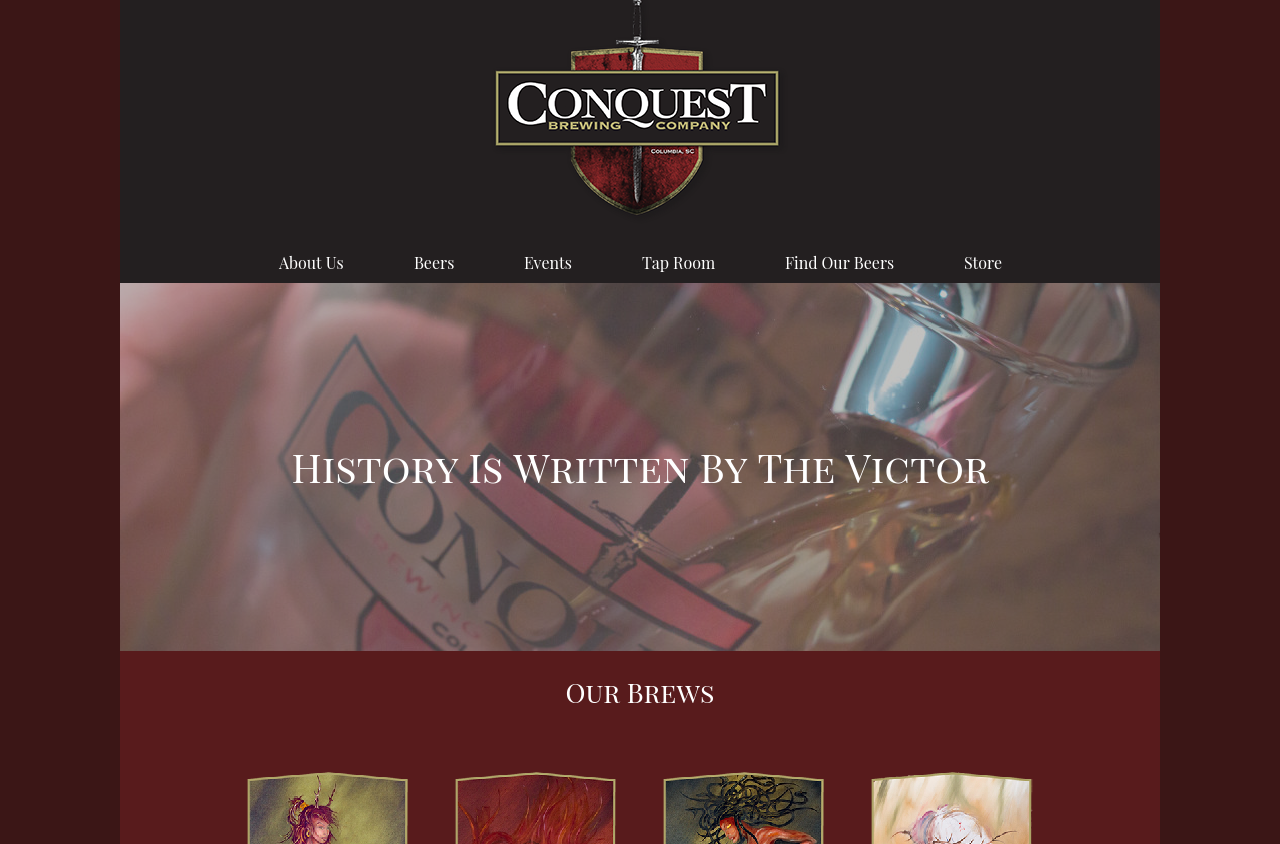 CONQUEST
BREWING COMPANY
COLUMBIA, SC
About Us Beers Events Tap Room Find Our Beers Store
History Is Written By The Victor
Our Brews